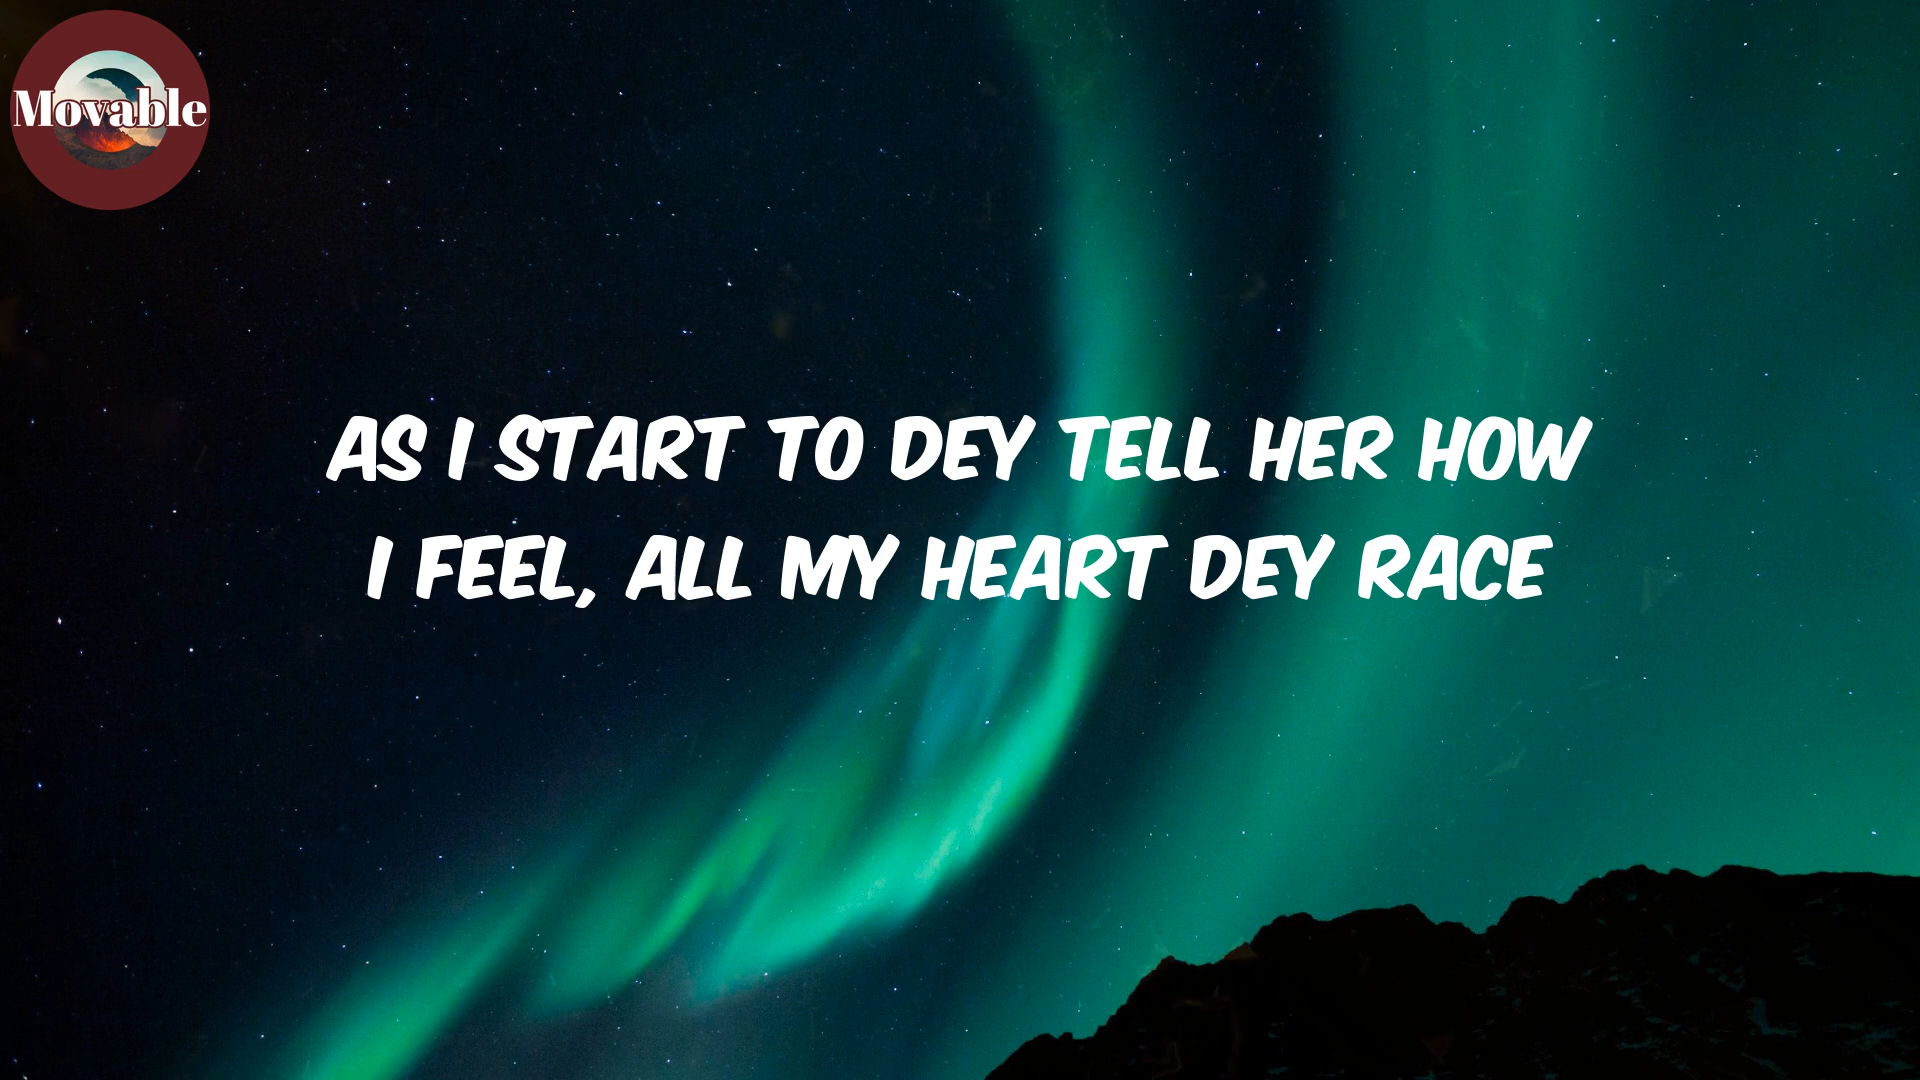 Movable
AS I START TO DEY TELL HER HOW
I FEEL, ALL MY HEART DEY RACE